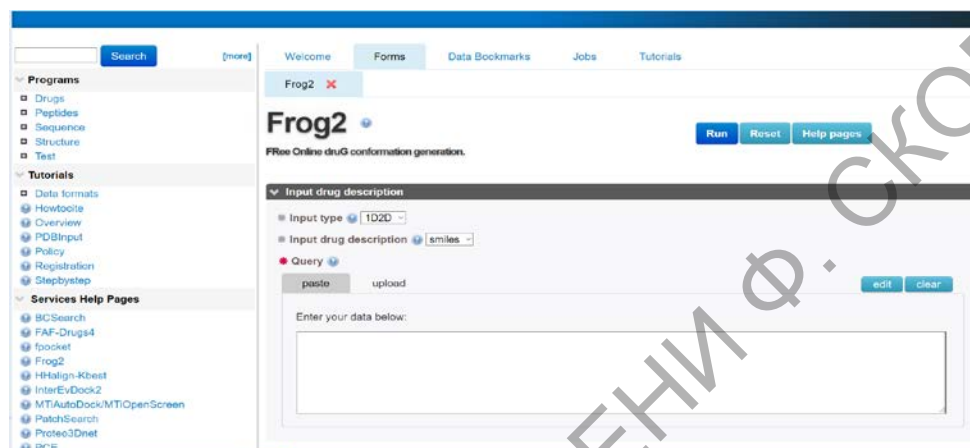 Search [more]
Programs
Drugs
Peptides
Sequence
Structure
Test
Tutorials
Data formats
Howtocite
Overview
PDBInput
Policy
Registration
Stepbystep
Services Help Pages
BCSearch
FAF-Drugs4
fpocket
Frog2
HHalign-Kbest
InterEvDock2
MTiAutoDock/MTiOpenScreen
PatchSearch
Proteo3Dnet
PCE
Welcome Forms Data Bookmarks Jobs Tutorials
Frog2
Frog2
Run Reset Help pages
FRee Online druG conformation generation.
Input drug description
Input type 1D2D
Input drug description smiles
Query
paste upload
edit clear
Enter your data below:
ЕНИ Ф. СКО